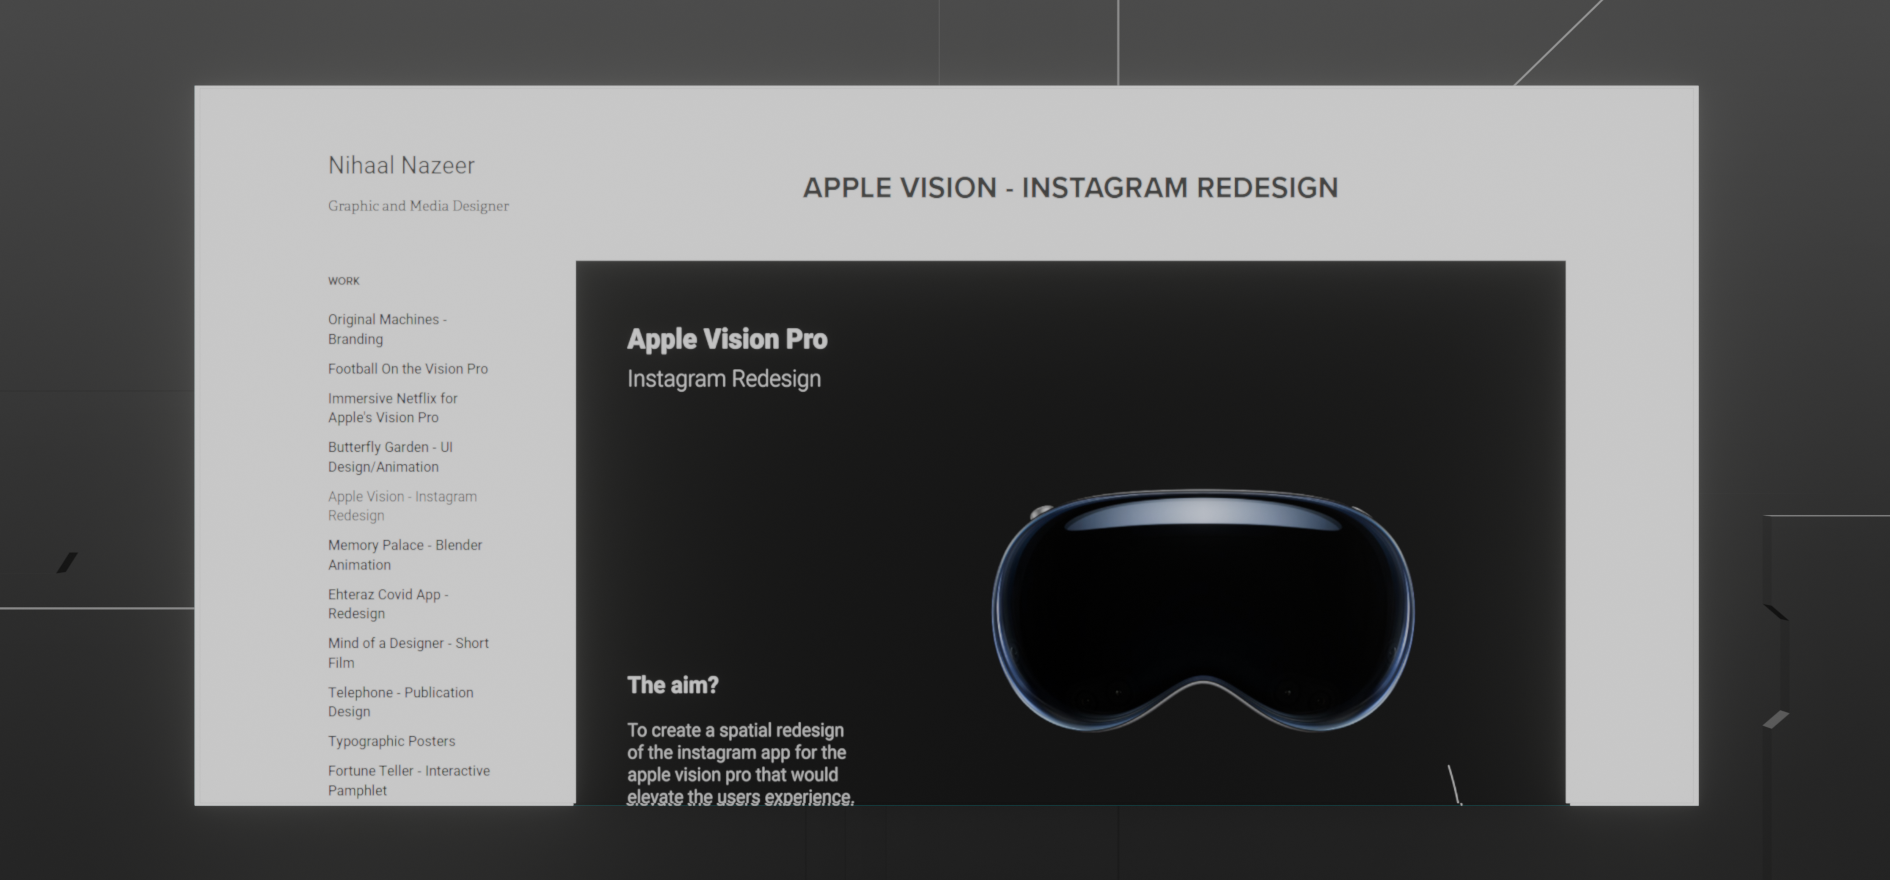 Nihaal Nazeer
Graphic and Media Designer
APPLE VISION - INSTAGRAM REDESIGN
WORK
Original Machines -
Branding
Football On the Vision Pro
Immersive Netflix for
Apple's Vision Pro
Butterfly Garden - UI
Design/Animation
Apple Vision - Instagram
Redesign
Memory Palace - Blender
Animation
Ehteraz Covid App -
Redesign
Mind of a Designer - Short
Film
Telephone - Publication
Design
Typographic Posters
Fortune Teller - Interactive
Pamphlet
Apple Vision Pro
Instagram Redesign
The aim?
To create a spatial redesign
of the instagram app for the
apple vision pro that would
elevate the users experience.